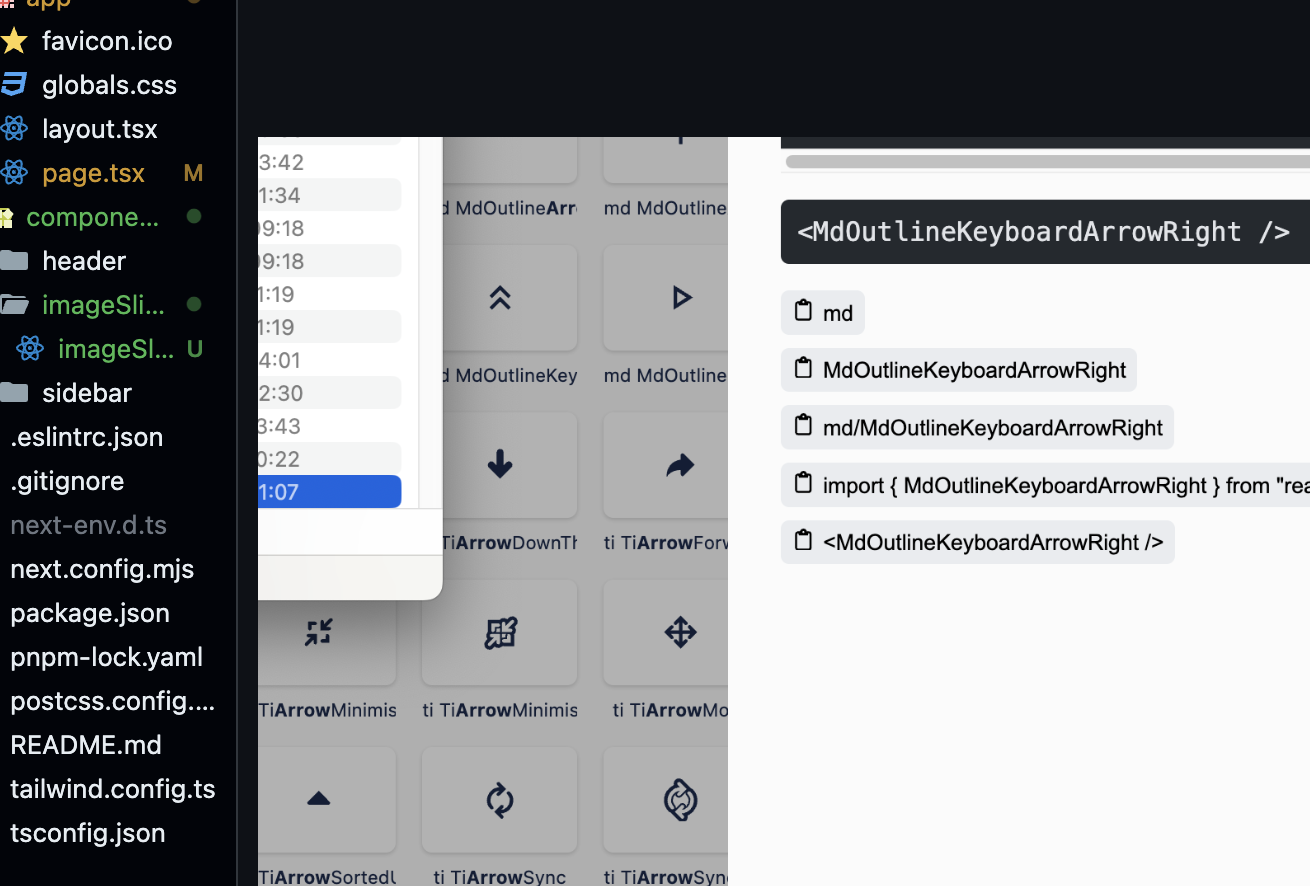 app
favicon.ico
globals.css
layout.tsx
page.tsx M
compone...
header
imageSli...
imageSl... U
sidebar
.eslintrc.json
.gitignore
next-env.d.ts
next.config.mjs
package.json
pnpm-lock.yaml
postcss.config....
README.md
tailwind.config.ts
tsconfig.json
3:42
1:34
9:18
9:18
1:19
1:19
4:01
2:30
3:43
0:22
1:07
d MdOutlineArr
md MdOutline
d MdOutlineKey
md MdOutline
TiArrowDownTh
ti TiArrowForw
TiArrowMinimis
ti TiArrowMinimis
ti TiArrowMo
TiArrowSortedU
ti TiArrowSync
ti TiArrowSyn
<MdOutlineKeyboardArrowRight />
md
MdOutlineKeyboardArrowRight
md/MdOutlineKeyboardArrowRight
import { MdOutlineKeyboardArrowRight } from "rea
<MdOutlineKeyboardArrowRight />